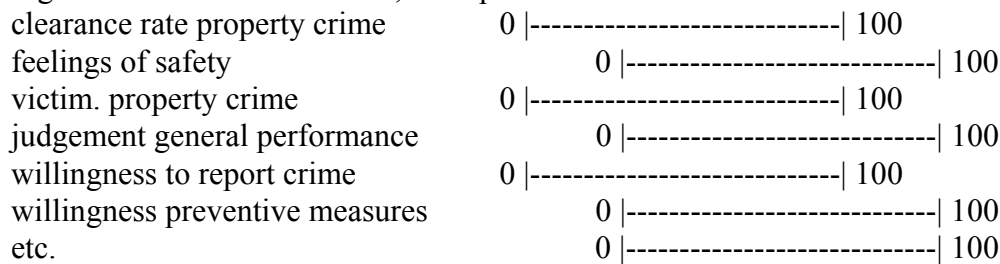 clearance rate property crime 0 |------------------------------| 100
feelings of safety 0 |------------------------------| 100
victim. property crime 0 |------------------------------| 100
judgement general performance 0 |------------------------------| 100
willingness to report crime 0 |------------------------------| 100
willingness preventive measures 0 |------------------------------| 100
etc. 0 |------------------------------| 100